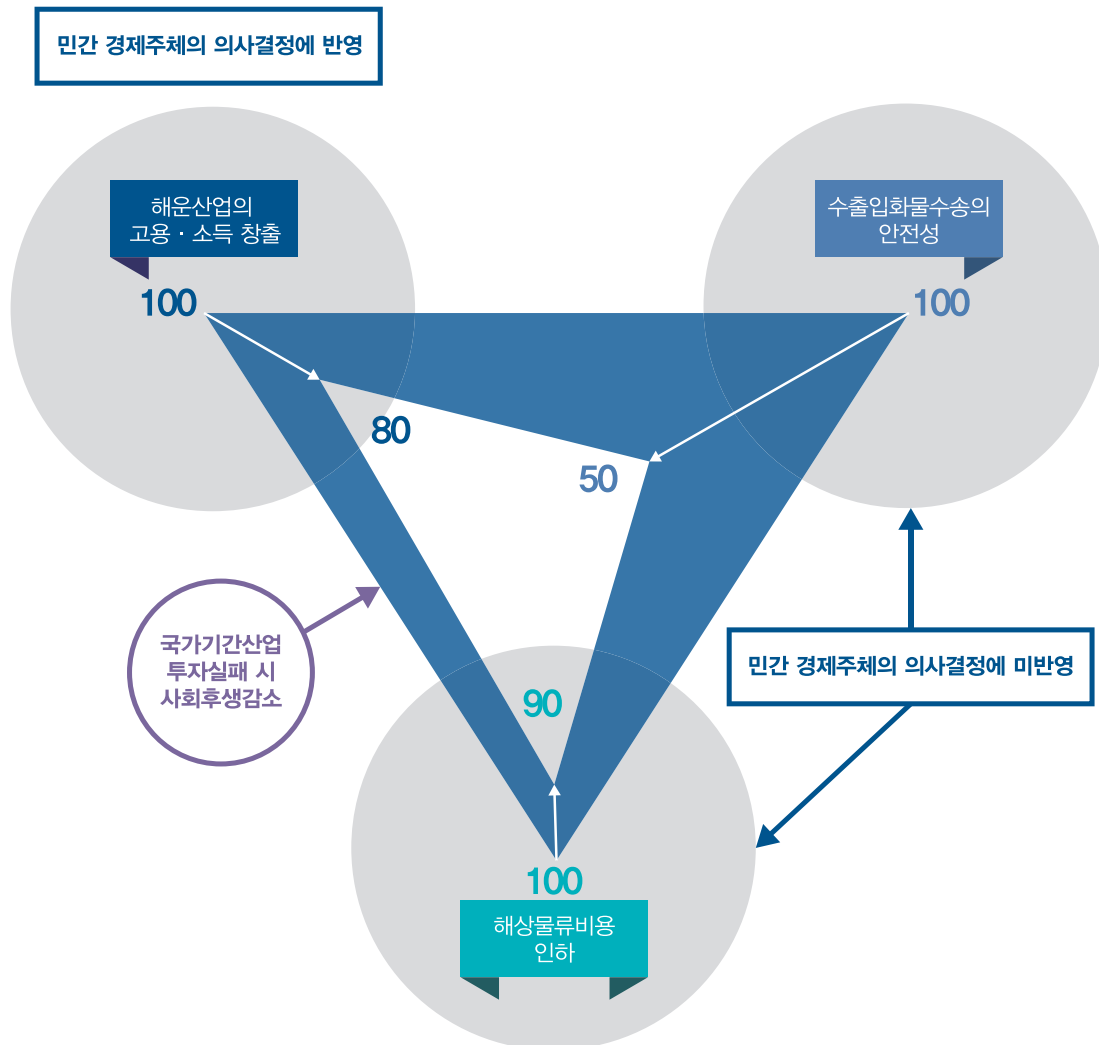 민간 경제주체의 의사결정에 반영
해운산업의
고용 · 소득 창출
100
수출입화물수송의
안전성
100
80
50
국가기간산업
투자실패 시
사회후생감소
민간 경제주체의 의사결정에 미반영
90
100
해상물류비용
인하